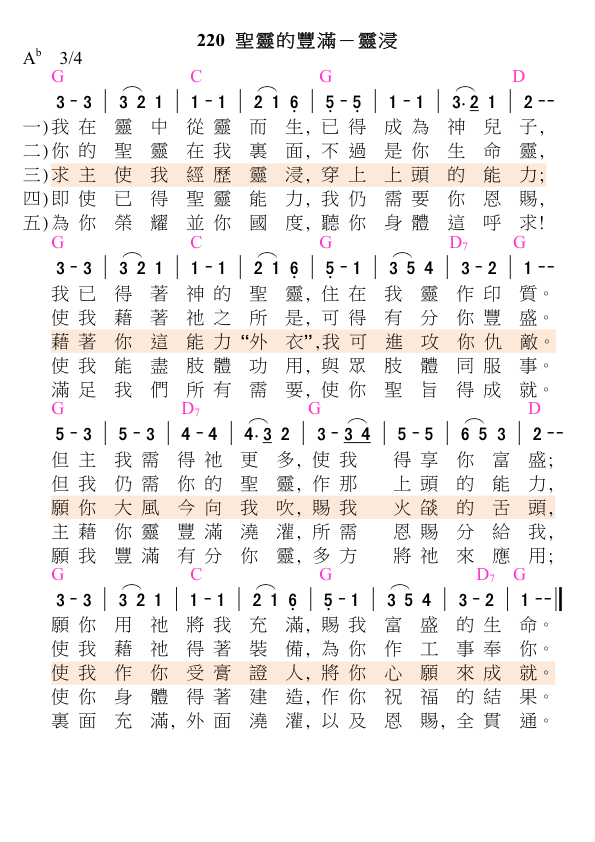 220 聖靈的豐滿－靈浸
A♭ 3/4
G C G D
3 - 3 | 3 2 1 | 1 - 1 | 2 1 6̣ | 5̣ - 5̣ | 1 - 1 | 3. 2 1 | 2 - -
一)我在靈中從靈而生,已得成為神兒子,
二)你的聖靈在我裏面,不過是你生命靈,
三)求主使我經歷靈浸,穿上上頭的能力;
四)即使已得聖靈能力,我仍需要你恩賜,
五)為你榮耀並你國度,聽你身體這呼求!
G C G D7 G
3 - 3 | 3 2 1 | 1 - 1 | 2 1 6̣ | 5̣ - 1 | 3 5 4 | 3 - 2 | 1 - -
我已得著神的聖靈,住在我靈作印質。
使我藉著祂之所是,可得有分你豐盛。
藉著你這能力“外衣”,我可進攻你仇敵。
使我能盡肢體功用,與眾肢體同服事。
滿足我們所有需要,使你聖旨得成就。
G D7 G D
5 - 3 | 5 - 3 | 4 - 4 | 4. 3 2 | 3 - 3 4 | 5 - 5 | 6 5 3 | 2 - -
但主我需得祂更多,使我得享你富盛;
但我仍需你的聖靈,作那上頭的能力,
願你大風今向我吹,賜我火燄的舌頭,
主藉你靈豐滿澆灌,所需恩賜分給我,
願我豐滿有分你靈,多方將祂來應用;
G C G D7 G
3 - 3 | 3 2 1 | 1 - 1 | 2 1 6̣ | 5̣ - 1 | 3 5 4 | 3 - 2 | 1 - - ‖
願你用祂將我充滿,賜我富盛的生命。
使我藉祂得著裝備,為你作工事奉你。
使我作你受膏證人,將你心願來成就。
使你身體得著建造,作你祝福的結果。
裏面充滿,外面澆灌,以及恩賜,全貫通。